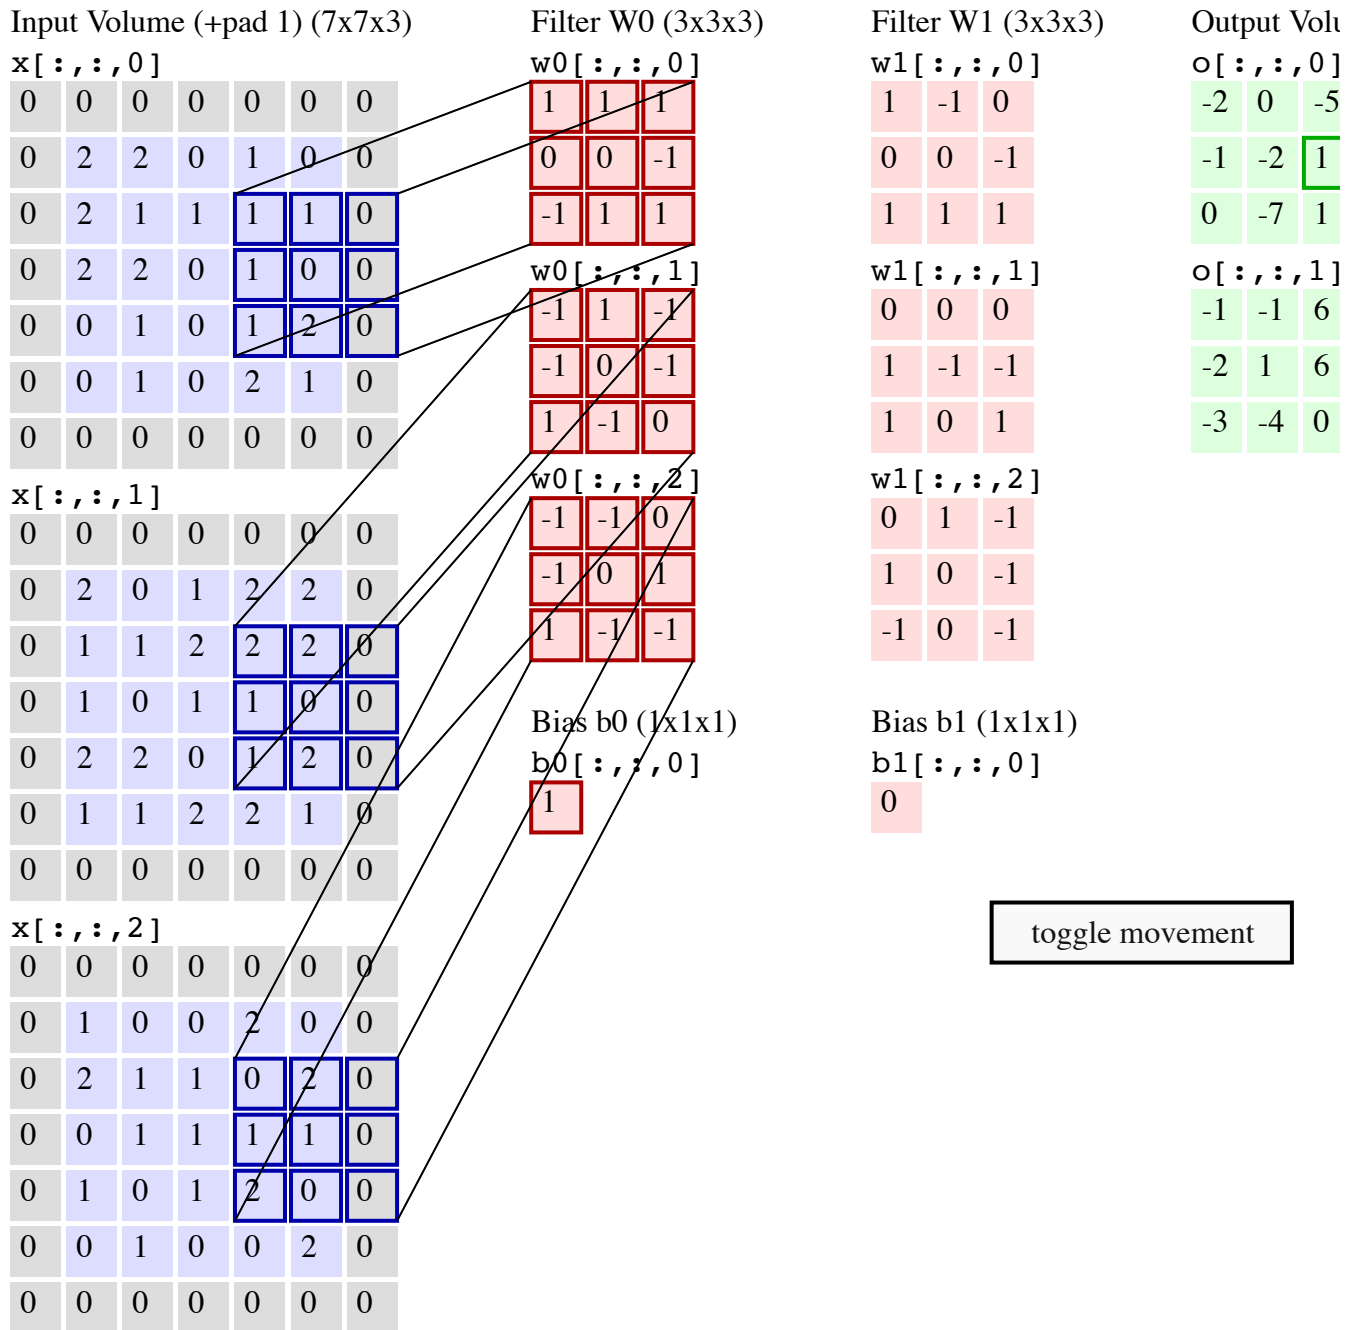 Input Volume (+pad 1) (7x7x3)
x[:,:,0]
0 0 0 0 0 0 0
0 2 2 0 1 0 0
0 2 1 1 1 1 0
0 2 2 0 1 0 0
0 0 1 0 1 2 0
0 0 1 0 2 1 0
0 0 0 0 0 0 0
x[:,:,1]
0 0 0 0 0 0 0
0 2 0 1 2 2 0
0 1 1 2 2 2 0
0 1 0 1 1 0 0
0 2 2 0 1 2 0
0 1 1 2 2 1 0
0 0 0 0 0 0 0
x[:,:,2]
0 0 0 0 0 0 0
0 1 0 0 2 0 0
0 2 1 1 0 2 0
0 0 1 1 1 1 0
0 1 0 1 2 0 0
0 0 1 0 0 2 0
0 0 0 0 0 0 0
Filter W0 (3x3x3)
w0[:,:,0]
1 1 1
0 0 -1
-1 1 1
w0[:,:,1]
-1 1 -1
-1 0 -1
1 -1 0
w0[:,:,2]
-1 -1 0
-1 0 1
1 -1 -1
Bias b0 (1x1x1)
b0[:,:,0]
1
Filter W1 (3x3x3)
w1[:,:,0]
1 -1 0
0 0 -1
1 1 1
w1[:,:,1]
0 0 0
1 -1 -1
1 0 1
w1[:,:,2]
0 1 -1
1 0 -1
-1 0 -1
Bias b1 (1x1x1)
b1[:,:,0]
0
Output
o[:,:,0]
-2 0 -5
-1 -2 1
0 -7 1
o[:,:,1]
-1 -1 6
-2 1 6
-3 -4 0
toggle movement